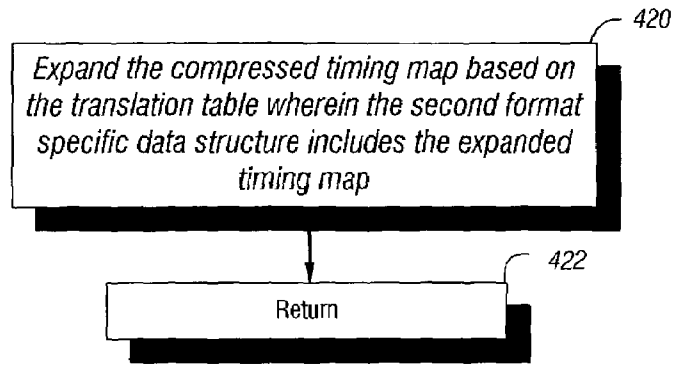 420
Expand the compressed timing map based on
the translation table wherein the second format
specific data structure includes the expanded
timing map
422
Return